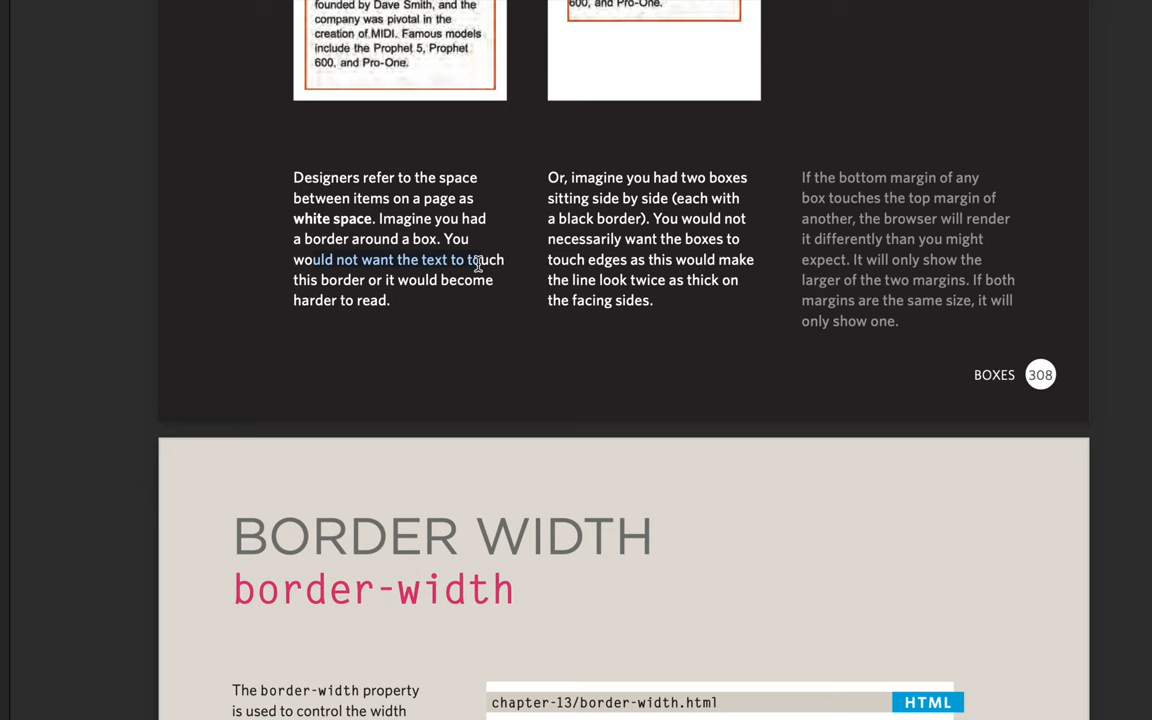 founded by Dave Smith, and the
company was pivotal in the
creation of MIDI. Famous models
include the Prophet 5, Prophet
600, and Pro-One.
600, and Pro-One.
Designers refer to the space
between items on a page as
white space. Imagine you had
a border around a box. You
would not want the text to touch
this border or it would become
harder to read.
Or, imagine you had two boxes
sitting side by side (each with
a black border). You would not
necessarily want the boxes to
touch edges as this would make
the line look twice as thick on
the facing sides.
If the bottom margin of any
box touches the top margin of
another, the browser will render
it differently than you might
expect. It will only show the
larger of the two margins. If both
margins are the same size, it will
only show one.
BOXES 308
BORDER WIDTH
border-width
The border-width property
is used to control the width
chapter-13/border-width.html HTML